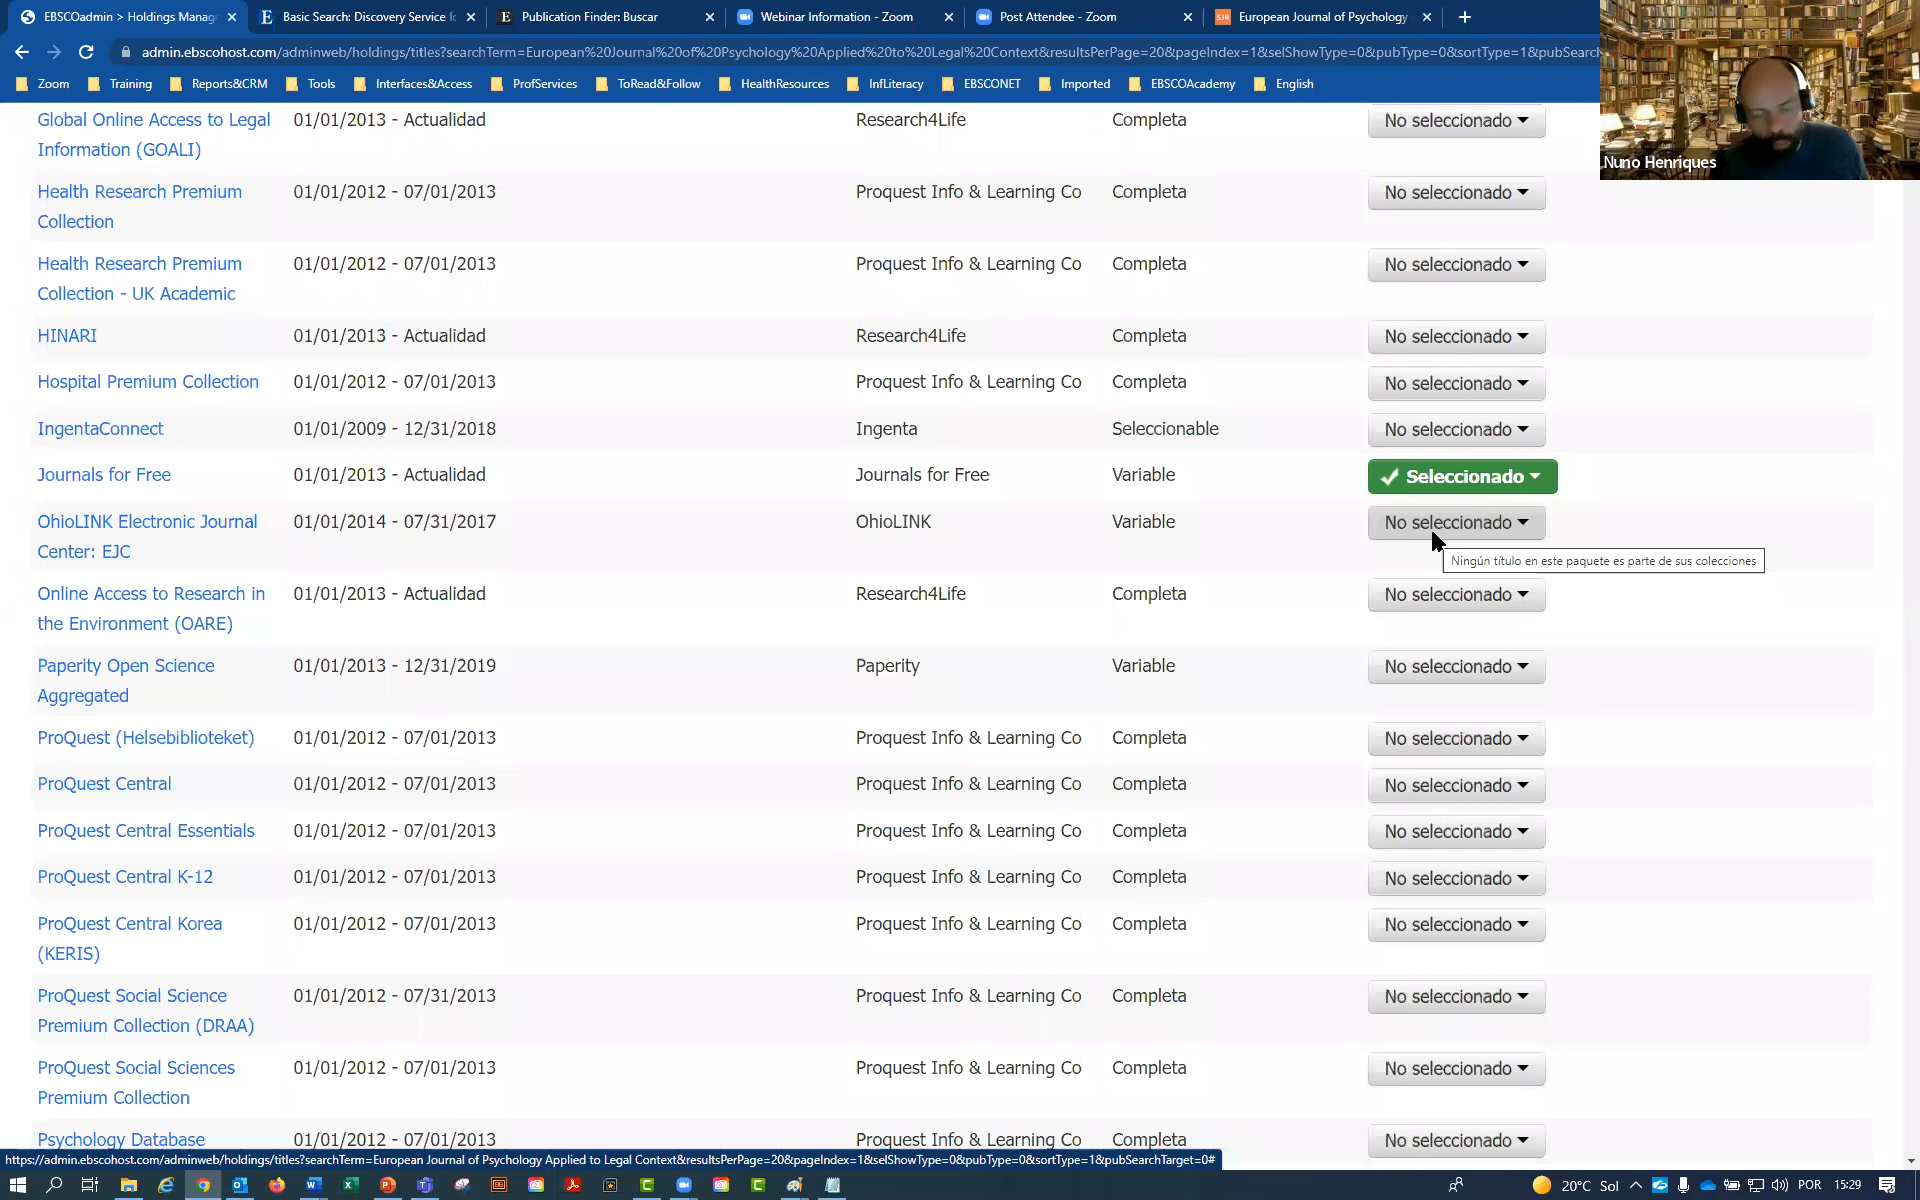 EBSCOadmin > Holdings Manag
Basic Search: Discovery Service fo
Publication Finder: Buscar
Webinar Information - Zoom
Post Attendee - Zoom
European Journal of Psychology
admin.ebscohost.com/adminweb/holdings/titles?searchTerm=European%20Journal%20of%20Psychology%20Applied%20to%20Legal%20Context&resultsPerPage=20&pageIndex=1&selShowType=0&pubType=0&sortType=1&pubSearc
Zoom
Training
Reports&CRM
Tools
Interfaces&Access
ProfServices
ToRead&Follow
HealthResources
InfLiteracy
EBSCONET
Imported
EBSCOAcademy
English
Nuno Henriques
Global Online Access to Legal 01/01/2013 - Actualidad Research4Life Completa No seleccionado
Information (GOALI)
Health Research Premium 01/01/2012 - 07/01/2013 Proquest Info & Learning Co Completa No seleccionado
Collection
Health Research Premium 01/01/2012 - 07/01/2013 Proquest Info & Learning Co Completa No seleccionado
Collection - UK Academic
HINARI 01/01/2013 - Actualidad Research4Life Completa No seleccionado
Hospital Premium Collection 01/01/2012 - 07/01/2013 Proquest Info & Learning Co Completa No seleccionado
IngentaConnect 01/01/2009 - 12/31/2018 Ingenta Seleccionable No seleccionado
Journals for Free 01/01/2013 - Actualidad Journals for Free Variable Seleccionado
OhioLINK Electronic Journal 01/01/2014 - 07/31/2017 OhioLINK Variable No seleccionado
Center: EJC
Ningún título en este paquete es parte de sus colecciones
Online Access to Research in 01/01/2013 - Actualidad Research4Life Completa No seleccionado
the Environment (OARE)
Paperity Open Science 01/01/2013 - 12/31/2019 Paperity Variable No seleccionado
Aggregated
ProQuest (Helsebiblioteket) 01/01/2012 - 07/01/2013 Proquest Info & Learning Co Completa No seleccionado
ProQuest Central 01/01/2012 - 07/01/2013 Proquest Info & Learning Co Completa No seleccionado
ProQuest Central Essentials 01/01/2012 - 07/01/2013 Proquest Info & Learning Co Completa No seleccionado
ProQuest Central K-12 01/01/2012 - 07/01/2013 Proquest Info & Learning Co Completa No seleccionado
ProQuest Central Korea 01/01/2012 - 07/01/2013 Proquest Info & Learning Co Completa No seleccionado
(KERIS)
ProQuest Social Science 01/01/2012 - 07/31/2013 Proquest Info & Learning Co Completa No seleccionado
Premium Collection (DRAA)
ProQuest Social Sciences 01/01/2012 - 07/01/2013 Proquest Info & Learning Co Completa No seleccionado
Premium Collection
Psychology Database 01/01/2012 - 07/01/2013 Proquest Info & Learning Co Completa No seleccionado
https://admin.ebscohost.com/adminweb/holdings/titles?searchTerm=European Journal of Psychology Applied to Legal Context&resultsPerPage=20&pageIndex=1&selShowType=0&pubType=0&sortType=1&pubSearchTarget=0#
20°C Sol
POR
15:29